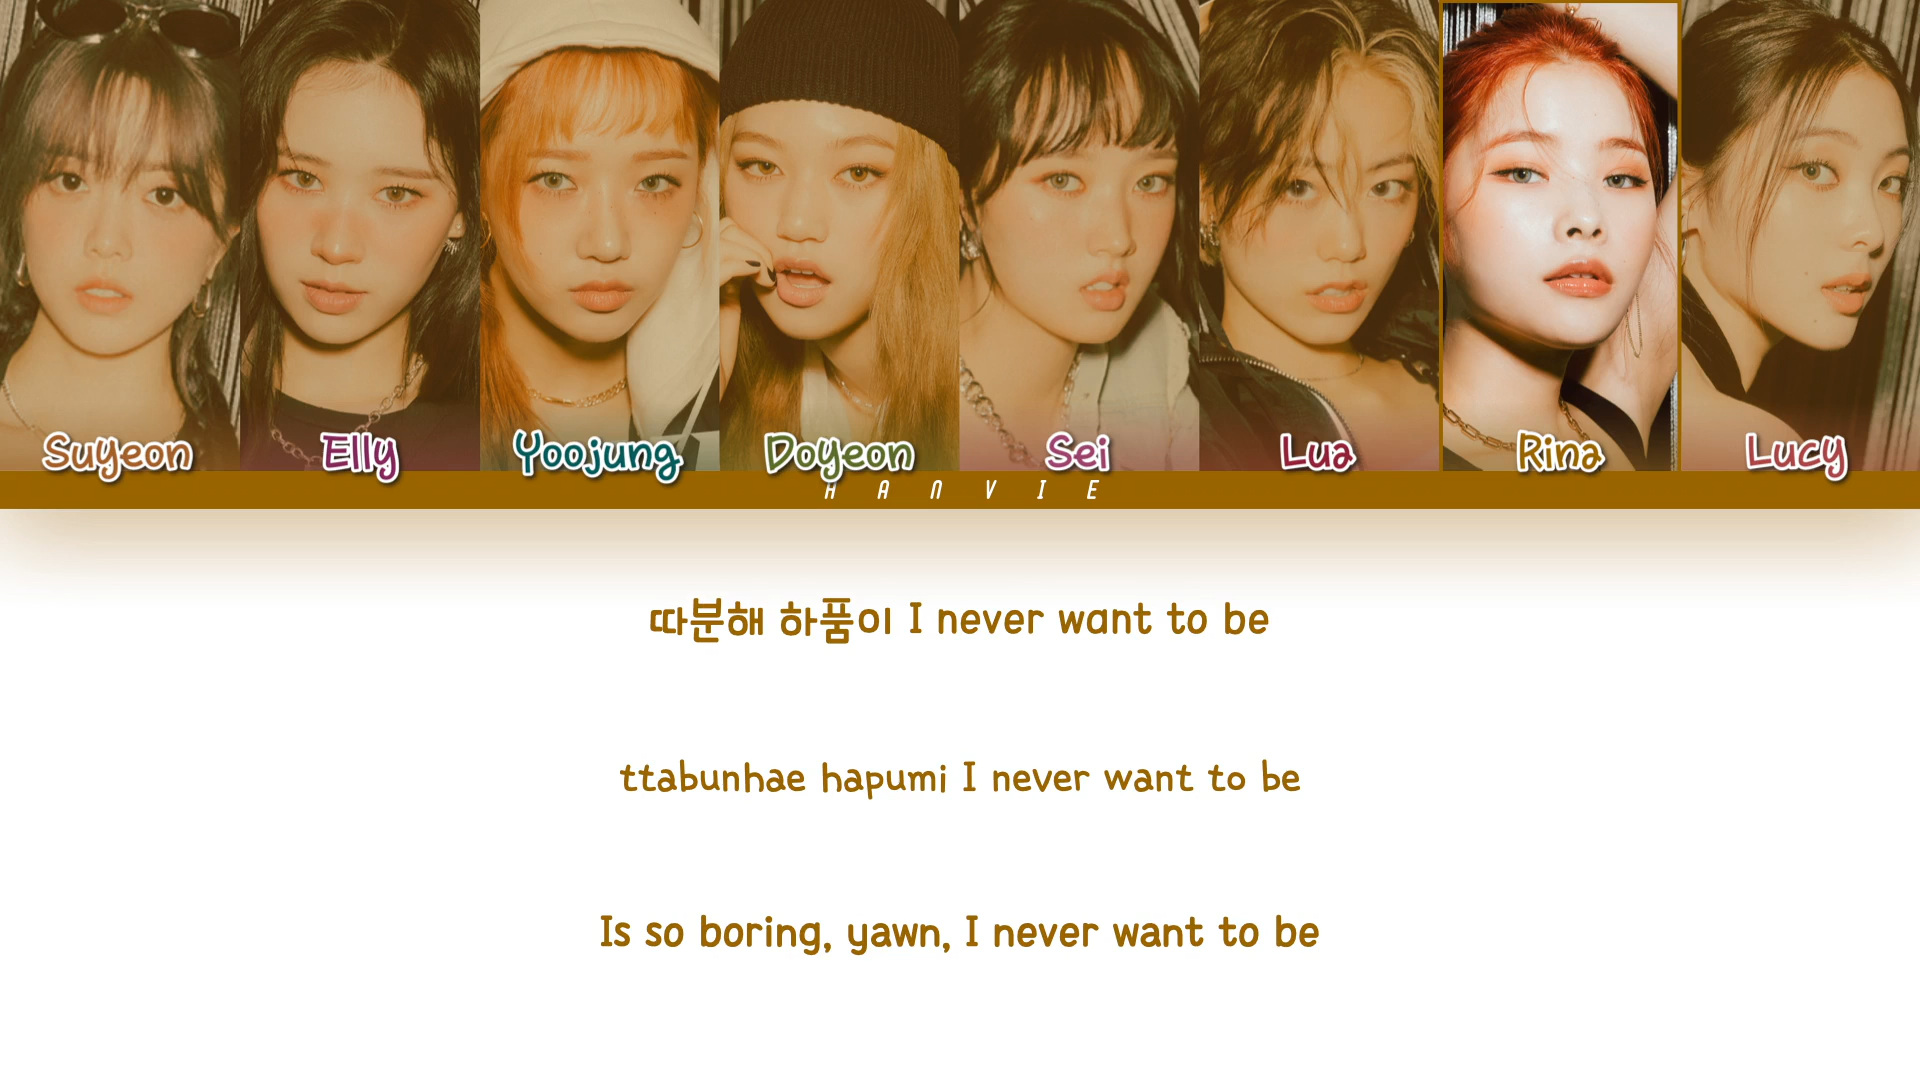 Suyeon Elly Yoojung Doyeon Sei Lua Rina Lucy
HANVIE
따분해 하품이 I never want to be
ttabunhae hapumi I never want to be
Is so boring, yawn, I never want to be